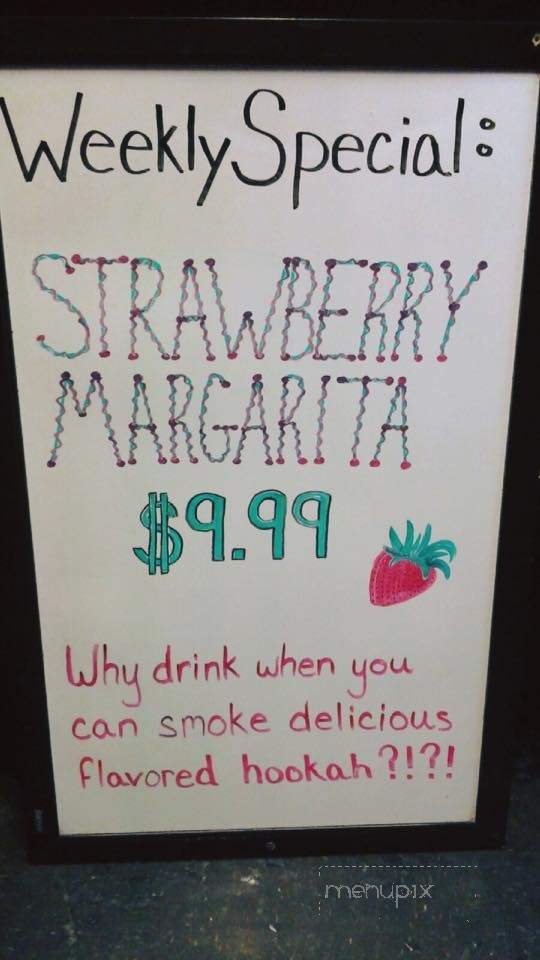 Weekly Special:
STRAWBERRY
MARGARITA
$9.99
Why drink when you
can smoke delicious
flavored hookah?!?!
menupix